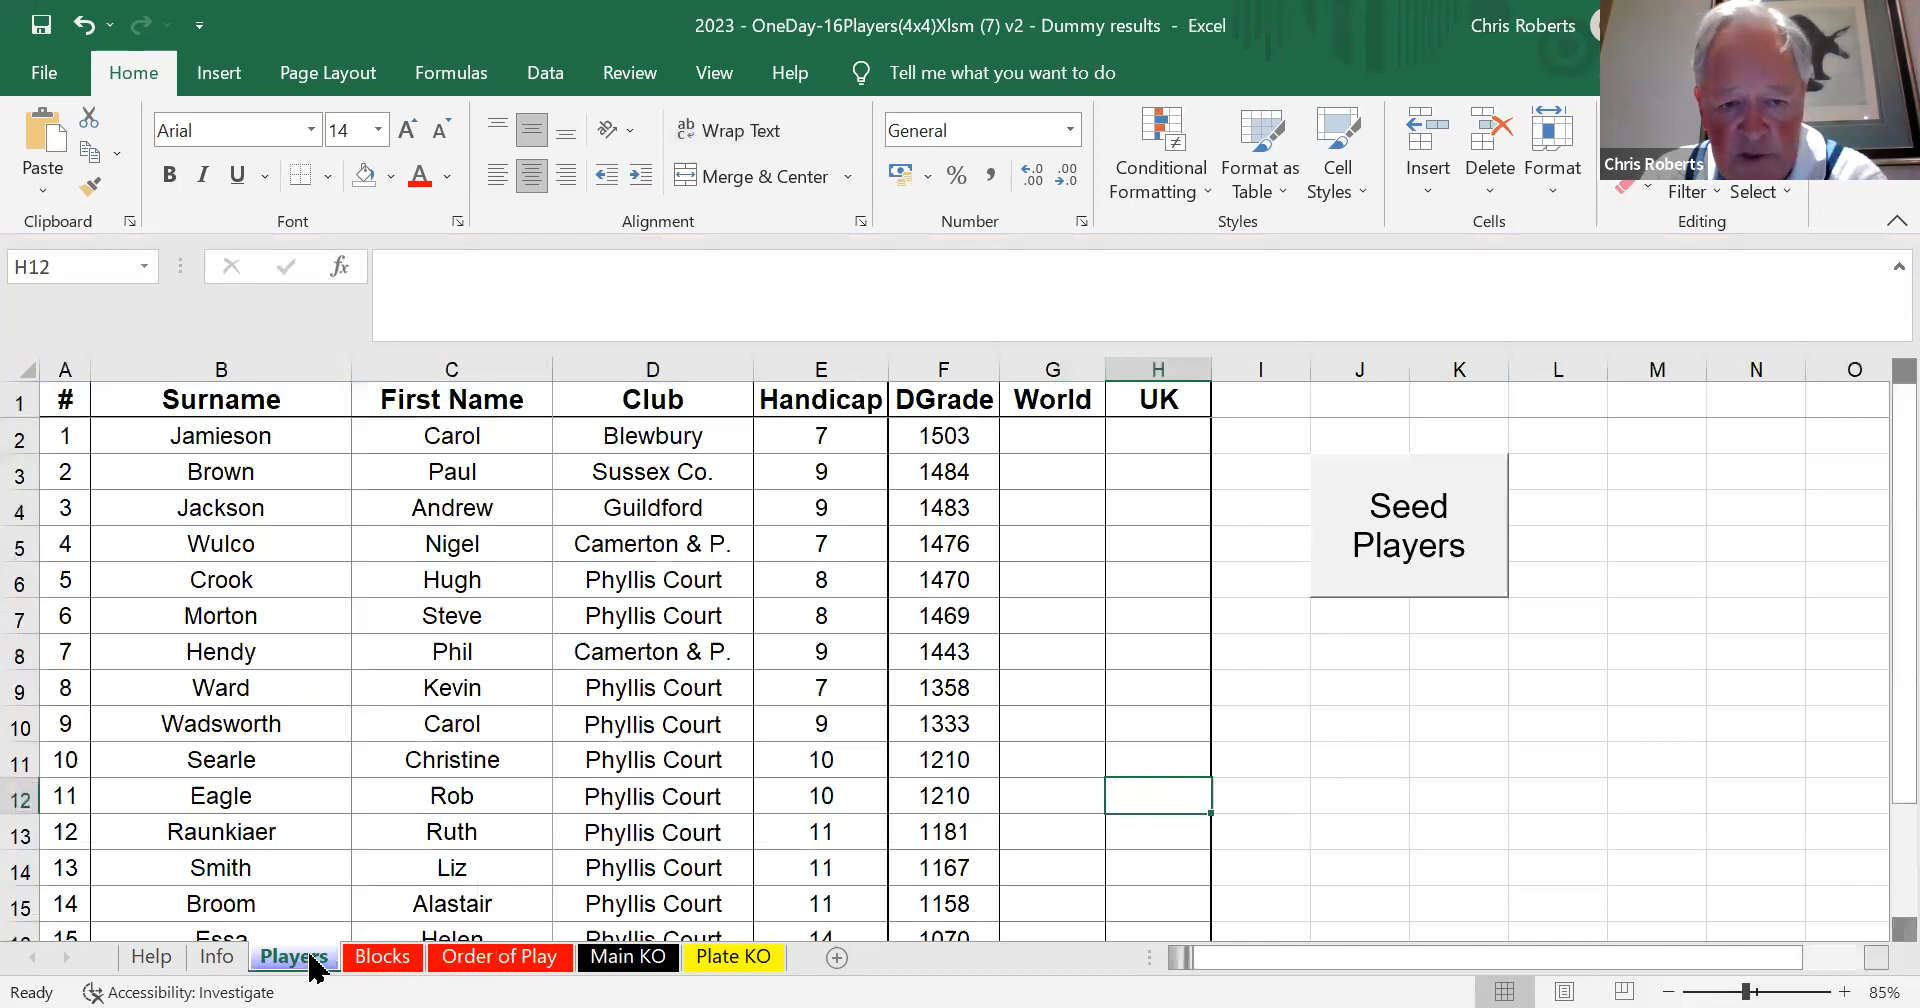 2023 - OneDay-16Players(4x4)Xlsm (7) v2 - Dummy results - Excel
Chris Roberts
File Home Insert Page Layout Formulas Data Review View Help Tell me what you want to do
Arial 14
Wrap Text
General
Paste
B I U
Merge & Center
% ,
Conditional Formatting
Format as Table
Cell Styles
Insert
Delete
Format
Chris Roberts
Filter
Select
Clipboard Font Alignment Number Styles Cells Editing
H12
fx
A B C D E F G H I J K L M N O
1 # Surname First Name Club Handicap DGrade World UK
2 1 Jamieson Carol Blewbury 7 1503
3 2 Brown Paul Sussex Co. 9 1484
4 3 Jackson Andrew Guildford 9 1483
5 4 Wulco Nigel Camerton & P. 7 1476
6 5 Crook Hugh Phyllis Court 8 1470
7 6 Morton Steve Phyllis Court 8 1469
8 7 Hendy Phil Camerton & P. 9 1443
9 8 Ward Kevin Phyllis Court 7 1358
10 9 Wadsworth Carol Phyllis Court 9 1333
11 10 Searle Christine Phyllis Court 10 1210
12 11 Eagle Rob Phyllis Court 10 1210
13 12 Raunkiaer Ruth Phyllis Court 11 1181
14 13 Smith Liz Phyllis Court 11 1167
15 14 Broom Alastair Phyllis Court 11 1158
15 Essa Helen Phyllis Court 14 1070
Seed
Players
Help Info Players Blocks Order of Play Main KO Plate KO
Ready Accessibility: Investigate 85%